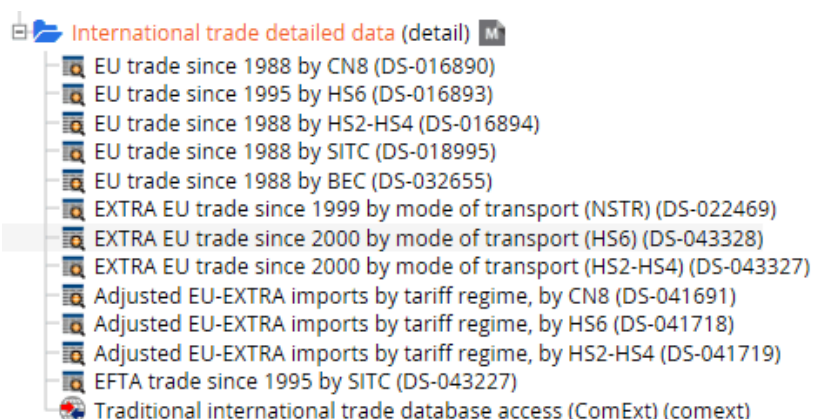 International trade detailed data (detail) M
EU trade since 1988 by CN8 (DS-016890)
EU trade since 1995 by HS6 (DS-016893)
EU trade since 1988 by HS2-HS4 (DS-016894)
EU trade since 1988 by SITC (DS-018995)
EU trade since 1988 by BEC (DS-032655)
EXTRA EU trade since 1999 by mode of transport (NSTR) (DS-022469)
EXTRA EU trade since 2000 by mode of transport (HS6) (DS-043328)
EXTRA EU trade since 2000 by mode of transport (HS2-HS4) (DS-043327)
Adjusted EU-EXTRA imports by tariff regime, by CN8 (DS-041691)
Adjusted EU-EXTRA imports by tariff regime, by HS6 (DS-041718)
Adjusted EU-EXTRA imports by tariff regime, by HS2-HS4 (DS-041719)
EFTA trade since 1995 by SITC (DS-043227)
Traditional international trade database access (ComExt) (comext)